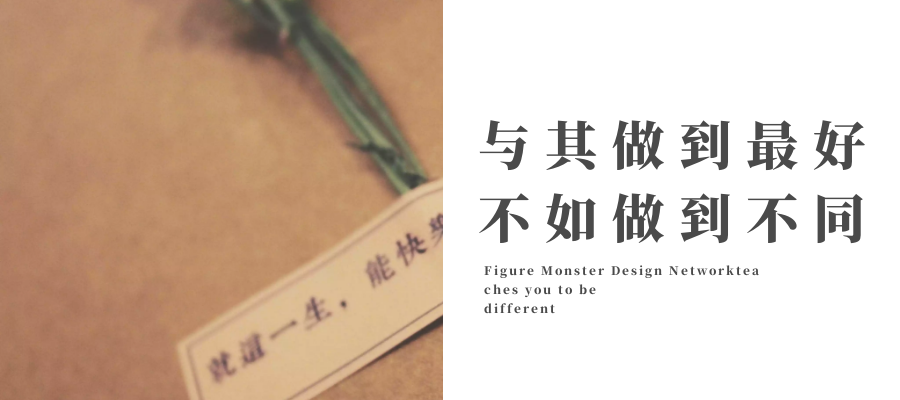 就這一生，能快樂
与其做到最好
不如做到不同
Figure Monster Design Networktea
ches you to be
different